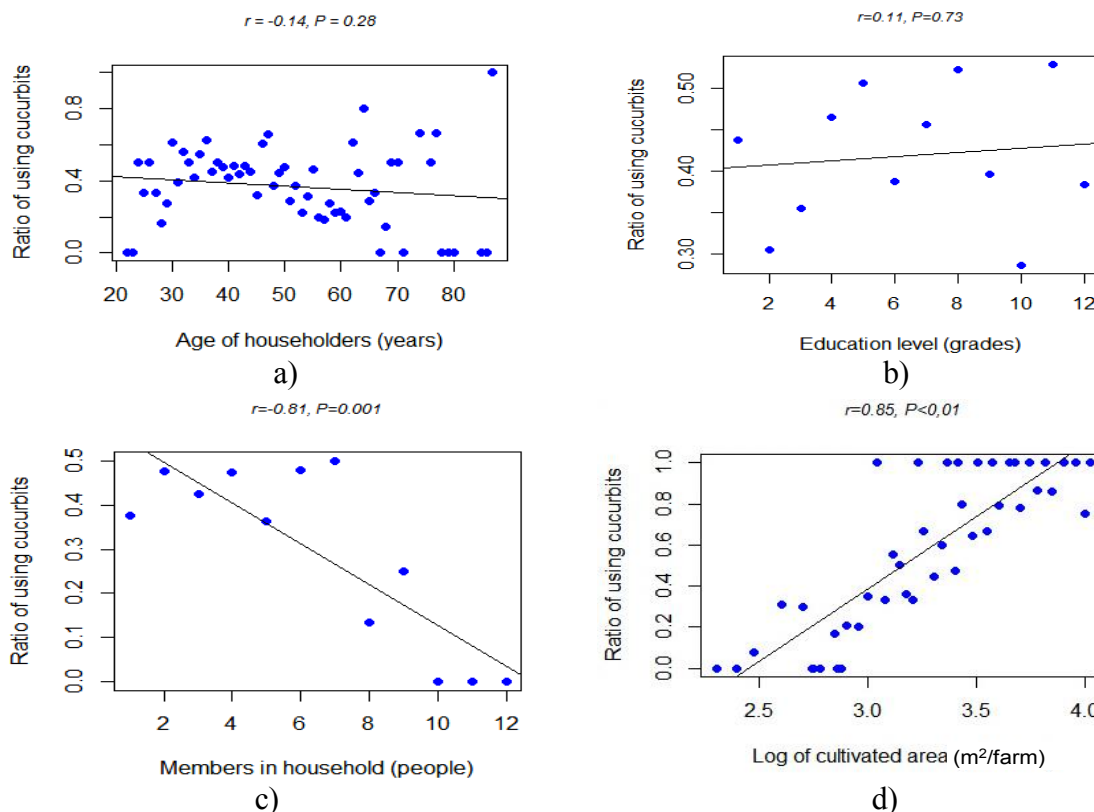 r = -0.14, P = 0.28
Ratio of using cucurbits
0.0 0.4 0.8
20 30 40 50 60 70 80
Age of householders (years)
a)
r=0.11, P=0.73
Ratio of using cucurbits
0.30 0.40 0.50
2 4 6 8 10 12
Education level (grades)
b)
r=-0.81, P=0.001
Ratio of using cucurbits
0.0 0.1 0.2 0.3 0.4 0.5
2 4 6 8 10 12
Members in household (people)
c)
r=0.85, P<0,01
Ratio of using cucurbits
0.0 0.2 0.4 0.6 0.8 1.0
2.5 3.0 3.5 4.0
Log of cultivated area (m²/farm)
d)